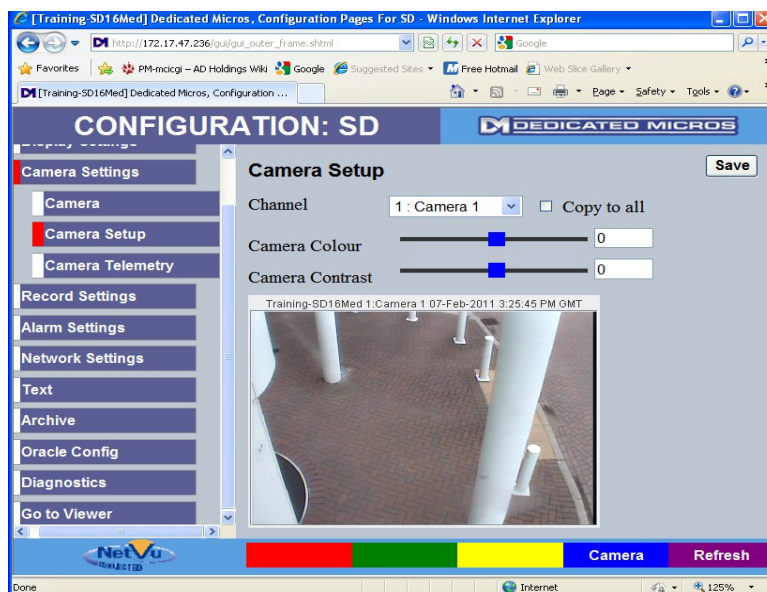 [Training-SD16Med] Dedicated Micros, Configuration Pages For SD - Windows Internet Explorer
http://172.17.47.236/gui/gui_outer_frame.shtml
Google
Favorites
PM-mcicgi – AD Holdings Wiki
Google
Suggested Sites
Free Hotmail
Web Slice Gallery
[Training-SD16Med] Dedicated Micros, Configuration ...
Page
Safety
Tools
CONFIGURATION: SD
DEDICATED MICROS
Display Settings
Camera Settings
Camera
Camera Setup
Camera Telemetry
Record Settings
Alarm Settings
Network Settings
Text
Archive
Oracle Config
Diagnostics
Go to Viewer
Camera Setup
Save
Channel
1 : Camera 1
Copy to all
Camera Colour
0
Camera Contrast
0
Training-SD16Med 1:Camera 1 07-Feb-2011 3:25:45 PM GMT
NetVu
CONNECTED
Camera
Refresh
Done
Internet
125%